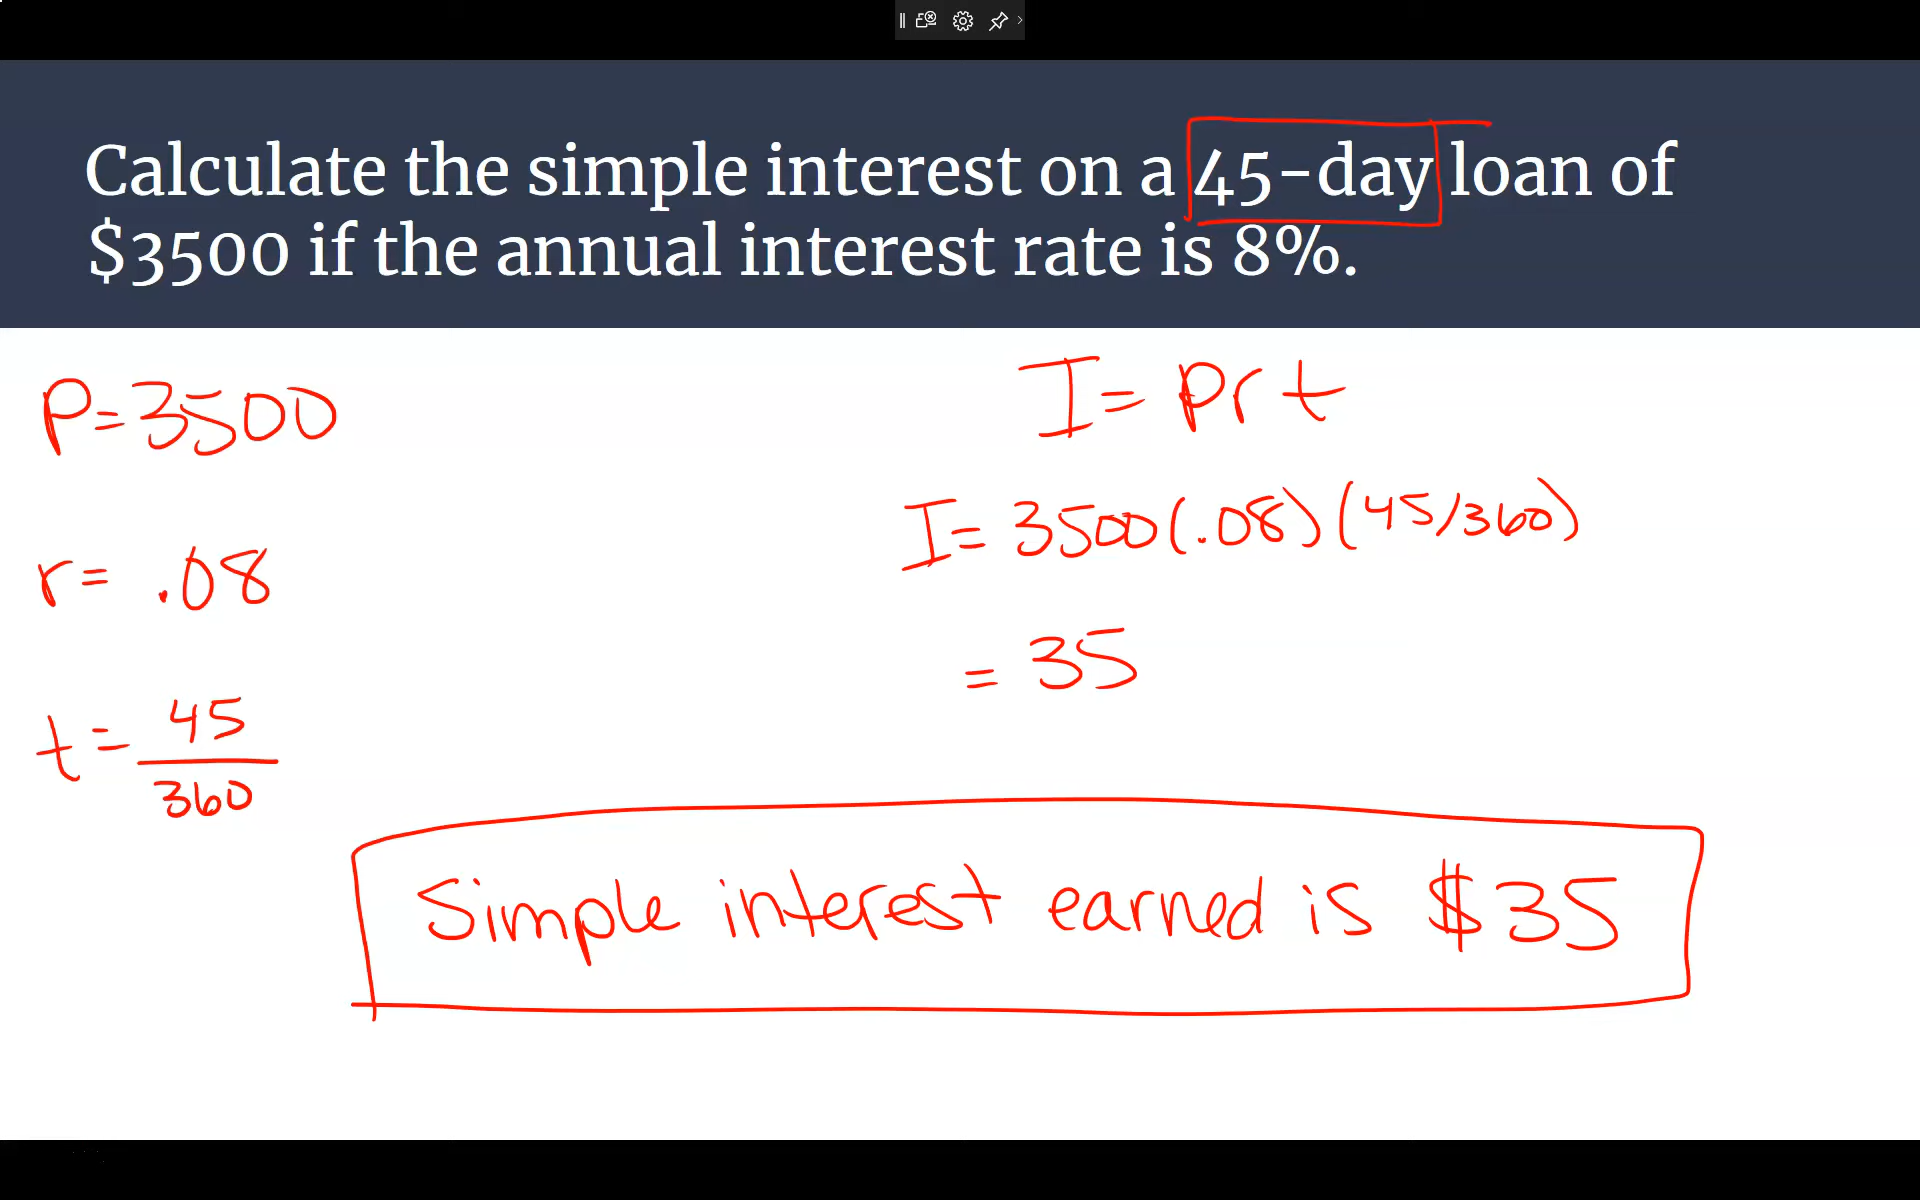 Calculate the simple interest on a 45-day loan of
$3500 if the annual interest rate is 8%.
P=3500
r= .08
t= 45/360
I= prt
I= 3500(.08)(45/360)
= 35
Simple interest earned is $35